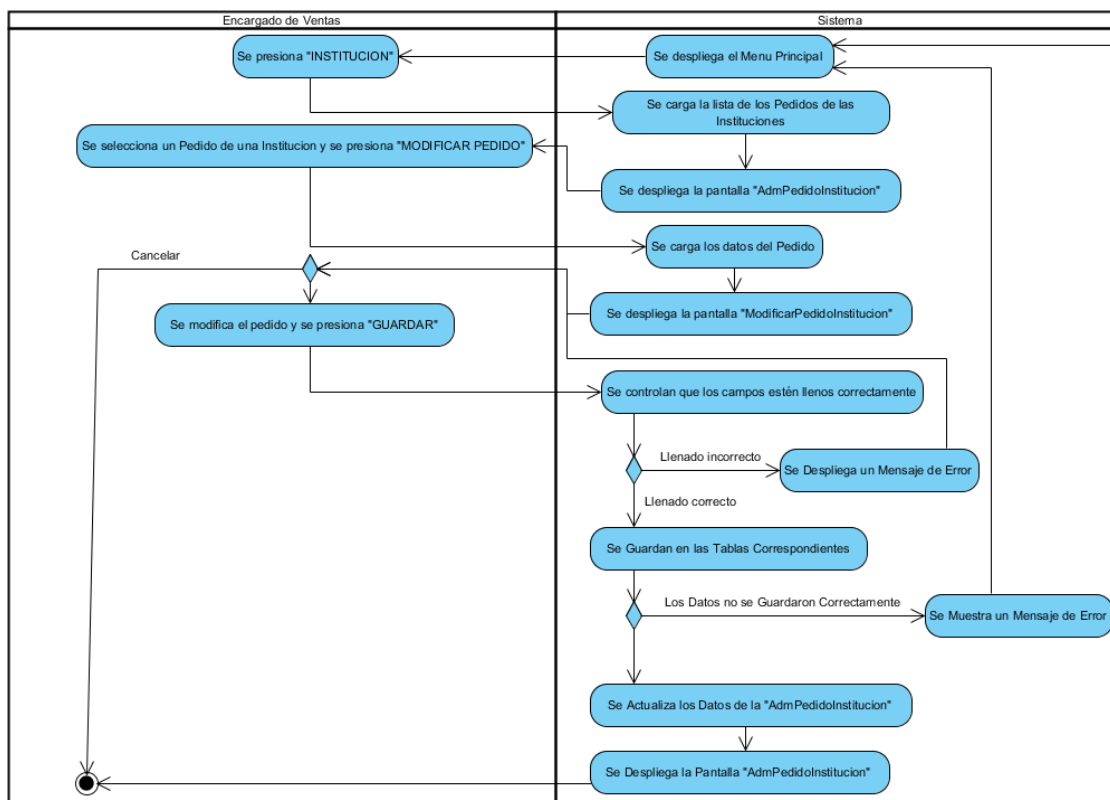 Encargado de Ventas
Sistema
Se presiona "INSTITUCION"
Se despliega el Menu Principal
Se carga la lista de los Pedidos de las
Instituciones
Se selecciona un Pedido de una Institucion y se presiona "MODIFICAR PEDIDO"
Se despliega la pantalla "AdmPedidoInstitucion"
Se carga los datos del Pedido
Cancelar
Se despliega la pantalla "ModificarPedidoInstitucion"
Se modifica el pedido y se presiona "GUARDAR"
Se controlan que los campos estén llenos correctamente
Llenado incorrecto
Se Despliega un Mensaje de Error
Llenado correcto
Se Guardan en las Tablas Correspondientes
Los Datos no se Guardaron Correctamente
Se Muestra un Mensaje de Error
Se Actualiza los Datos de la "AdmPedidoInstitucion"
Se Despliega la Pantalla "AdmPedidoInstitucion"